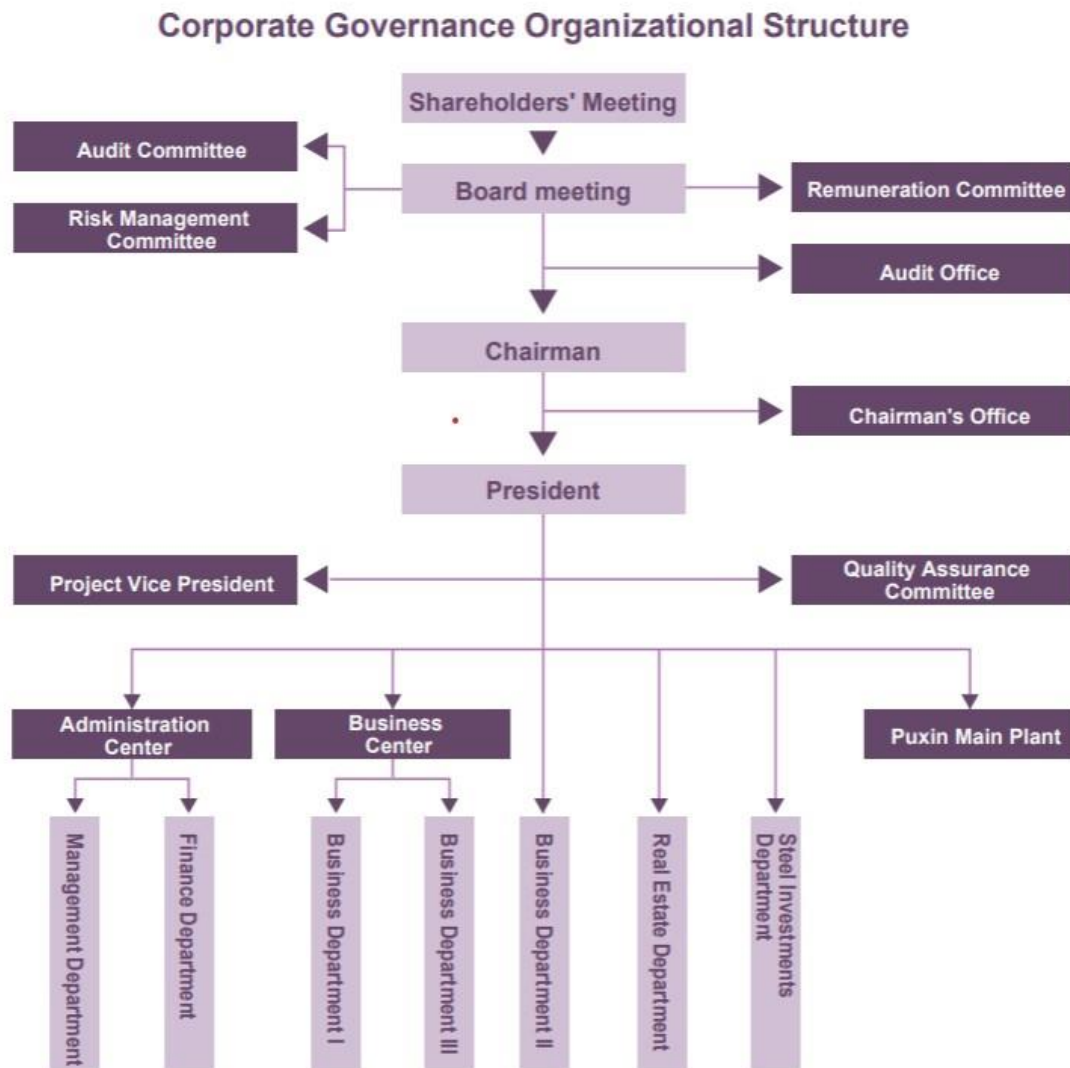 Corporate Governance Organizational Structure
Shareholders' Meeting
Audit Committee
Board meeting
Remuneration Committee
Risk Management
Committee
Audit Office
Chairman
Chairman's Office
President
Project Vice President
Quality Assurance
Committee
Administration
Center
Business
Center
Puxin Main Plant
Management Department
Finance Department
Business Department I
Business Department III
Business Department II
Real Estate Department
Steel Investments
Department